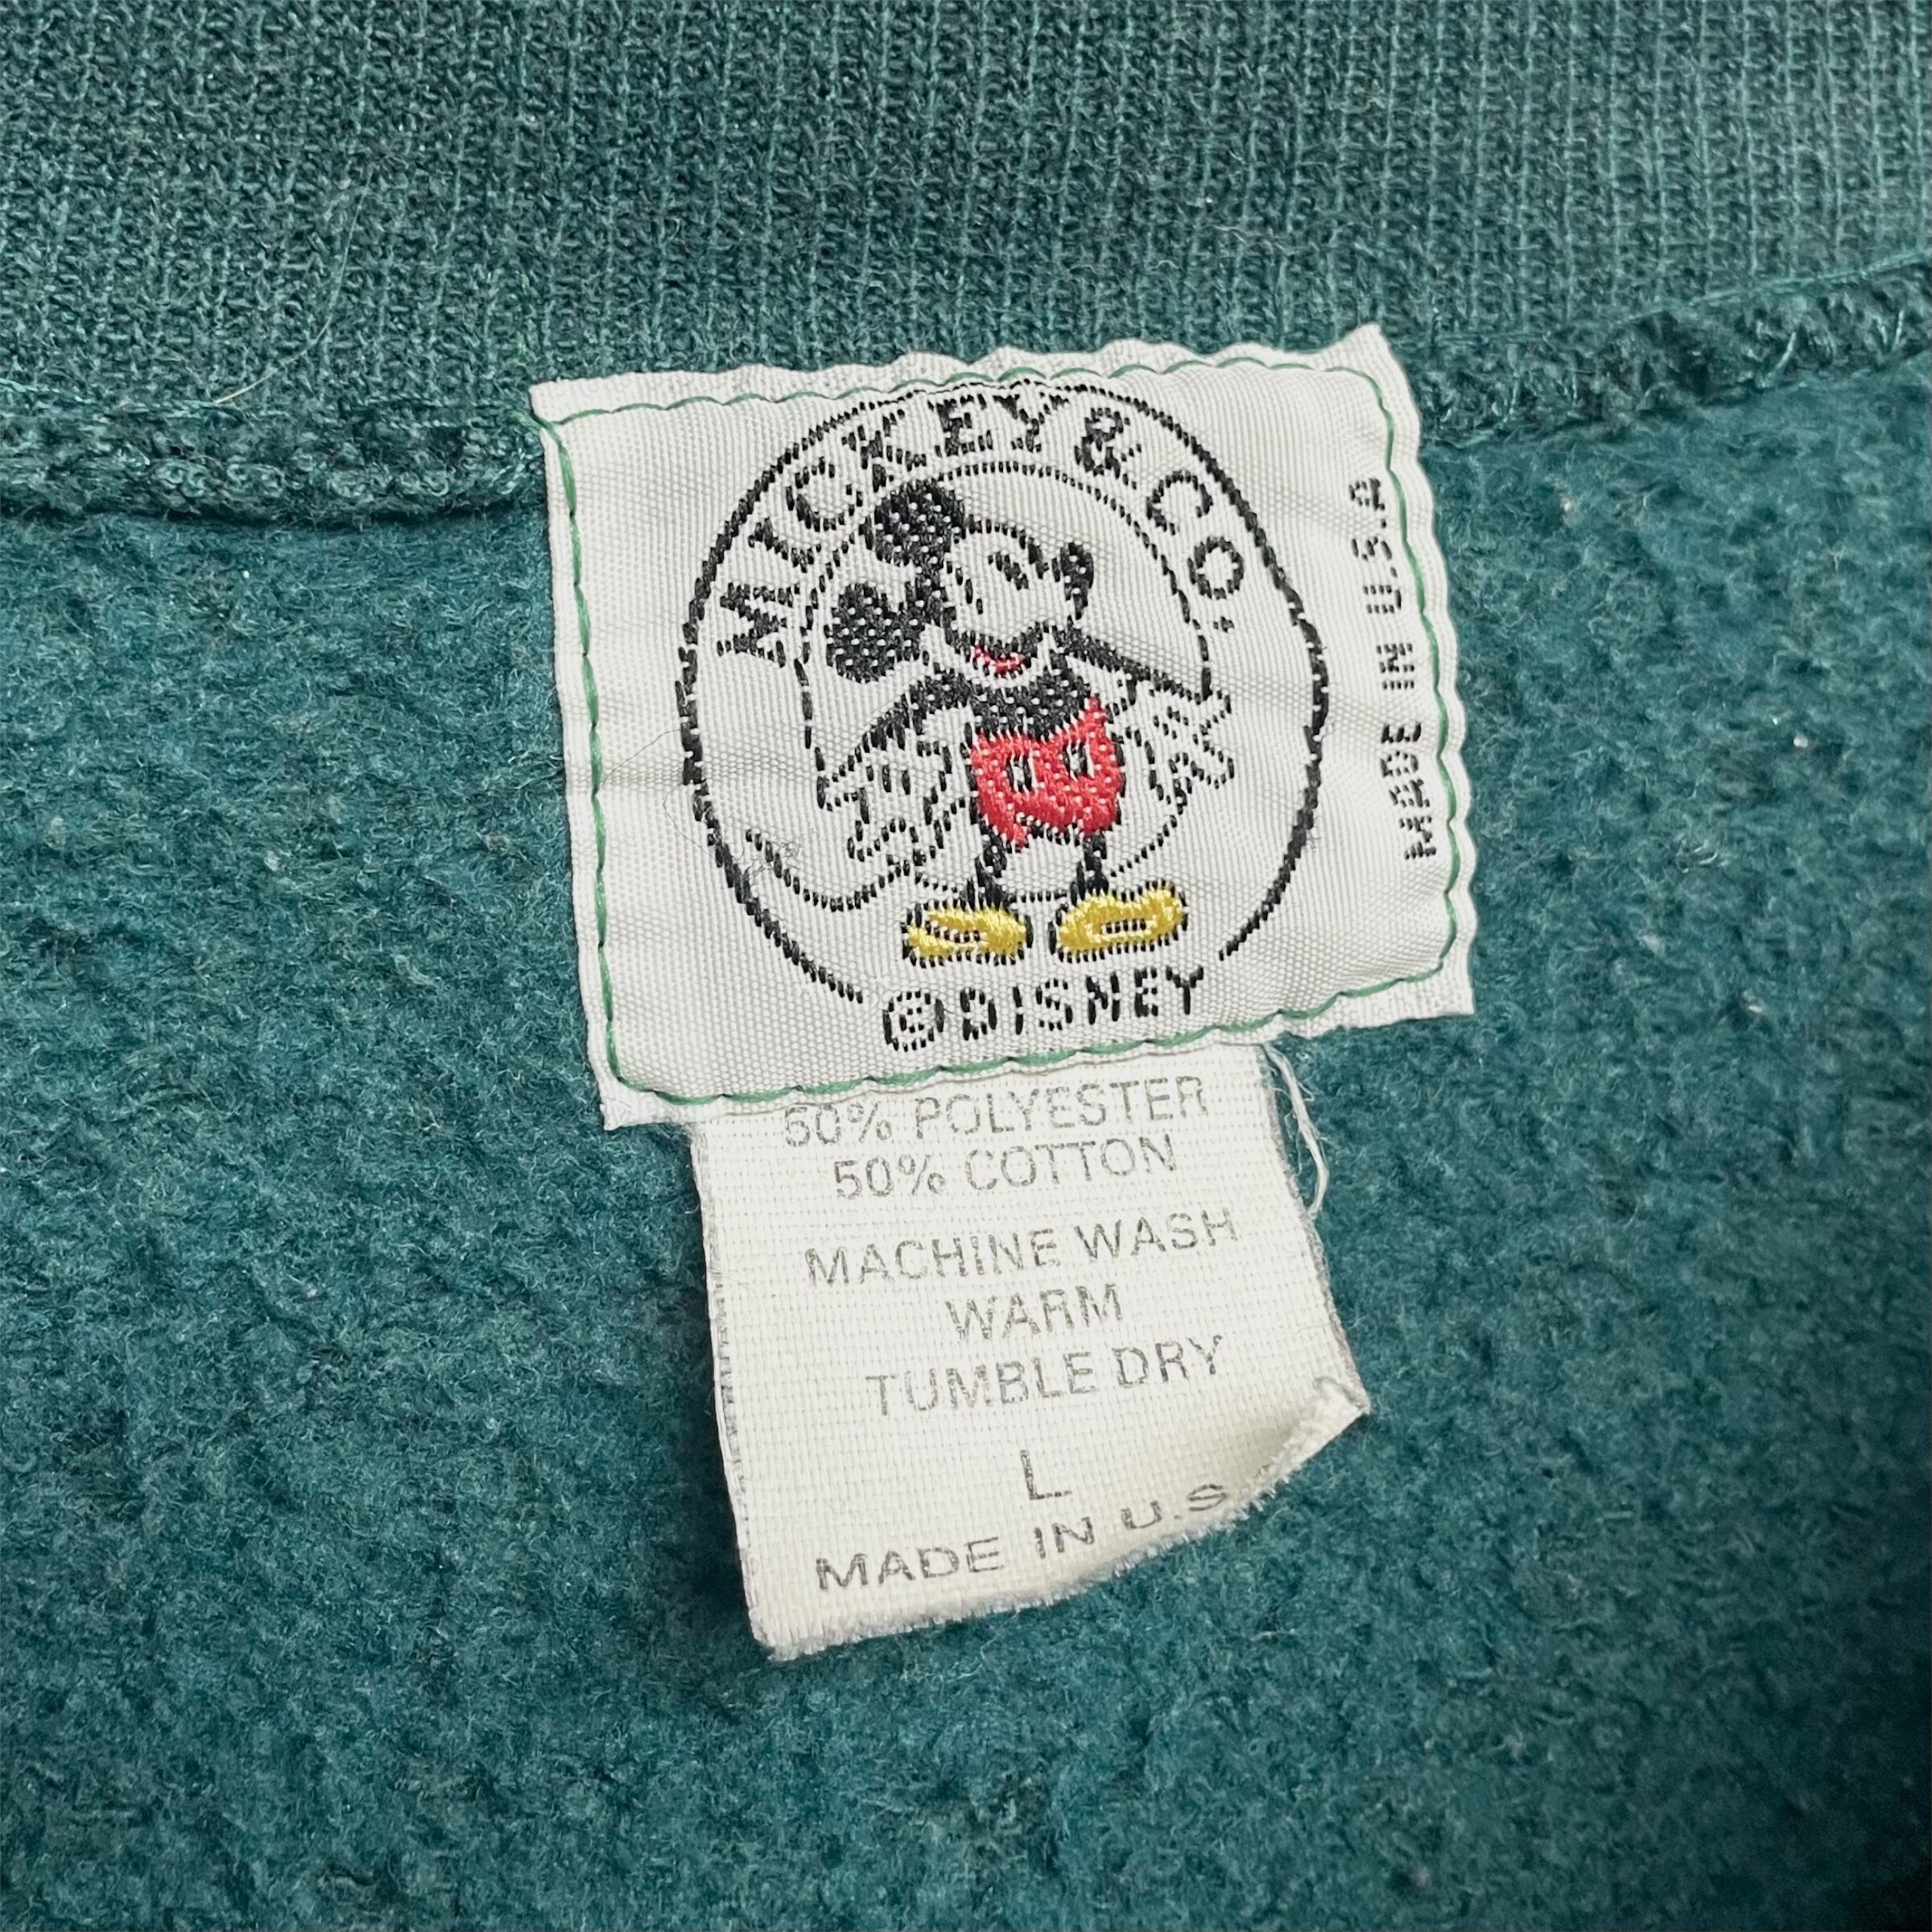 MICKEY & CO.
MADE IN U.S.A
©DISNEY
50% POLYESTER
50% COTTON
MACHINE WASH
WARM
TUMBLE DRY
L
MADE IN U.S